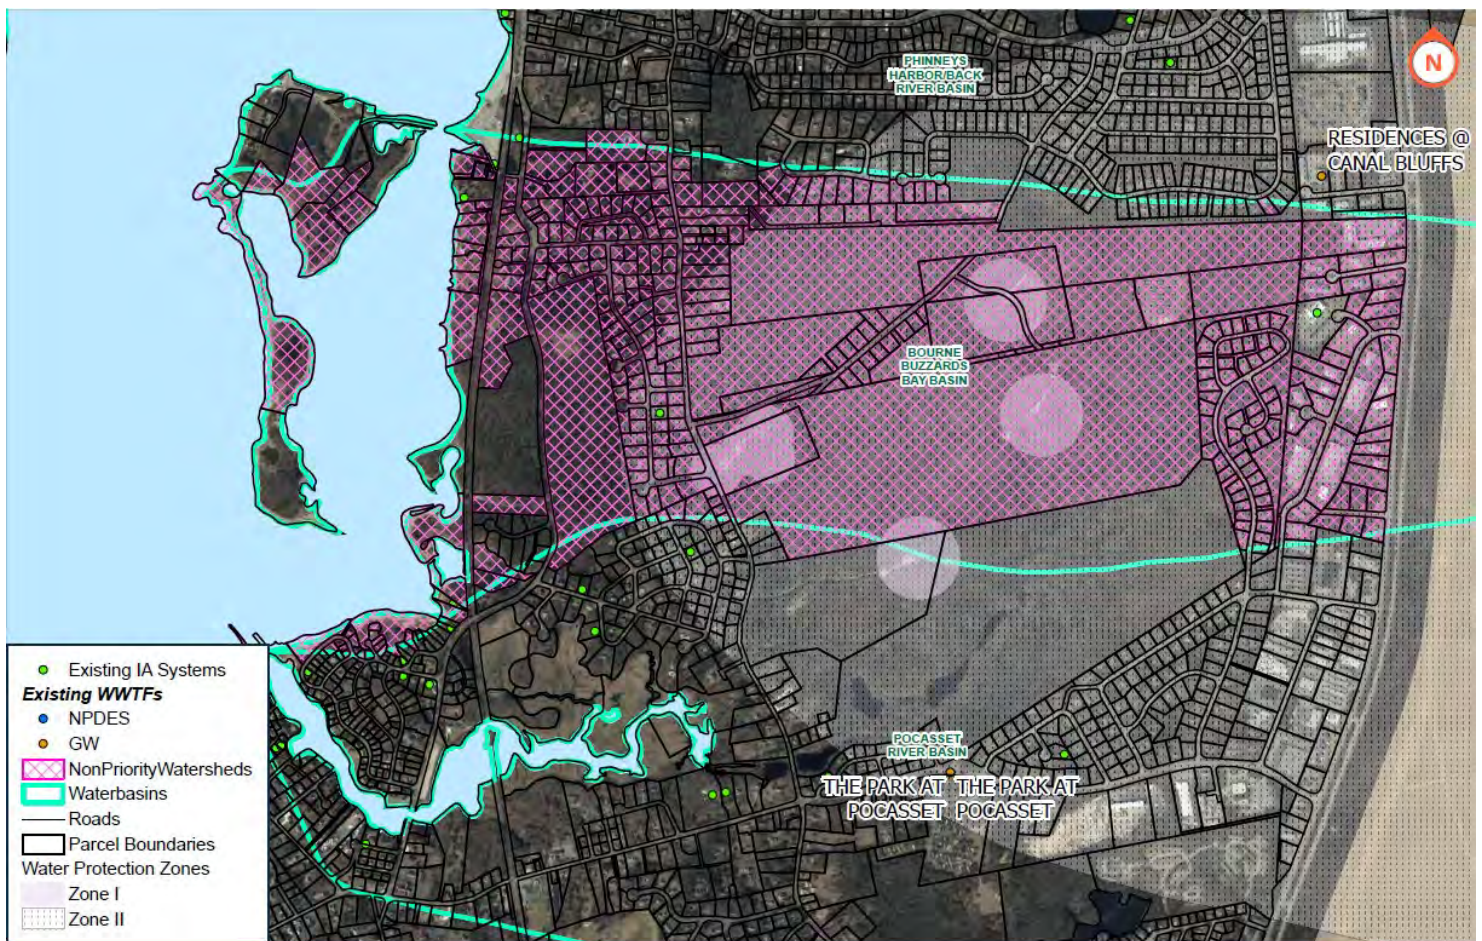 PHINNEYS
HARBOR/BACK
RIVER BASIN
N
RESIDENCES @
CANAL BLUFFS
BOURNE
BUZZARDS
BAY BASIN
POCASSET
RIVER BASIN
THE PARK AT THE PARK AT
POCASSET POCASSET
Existing IA Systems
Existing WWTFs
NPDES
GW
NonPriorityWatersheds
Waterbasins
Roads
Parcel Boundaries
Water Protection Zones
Zone I
Zone II